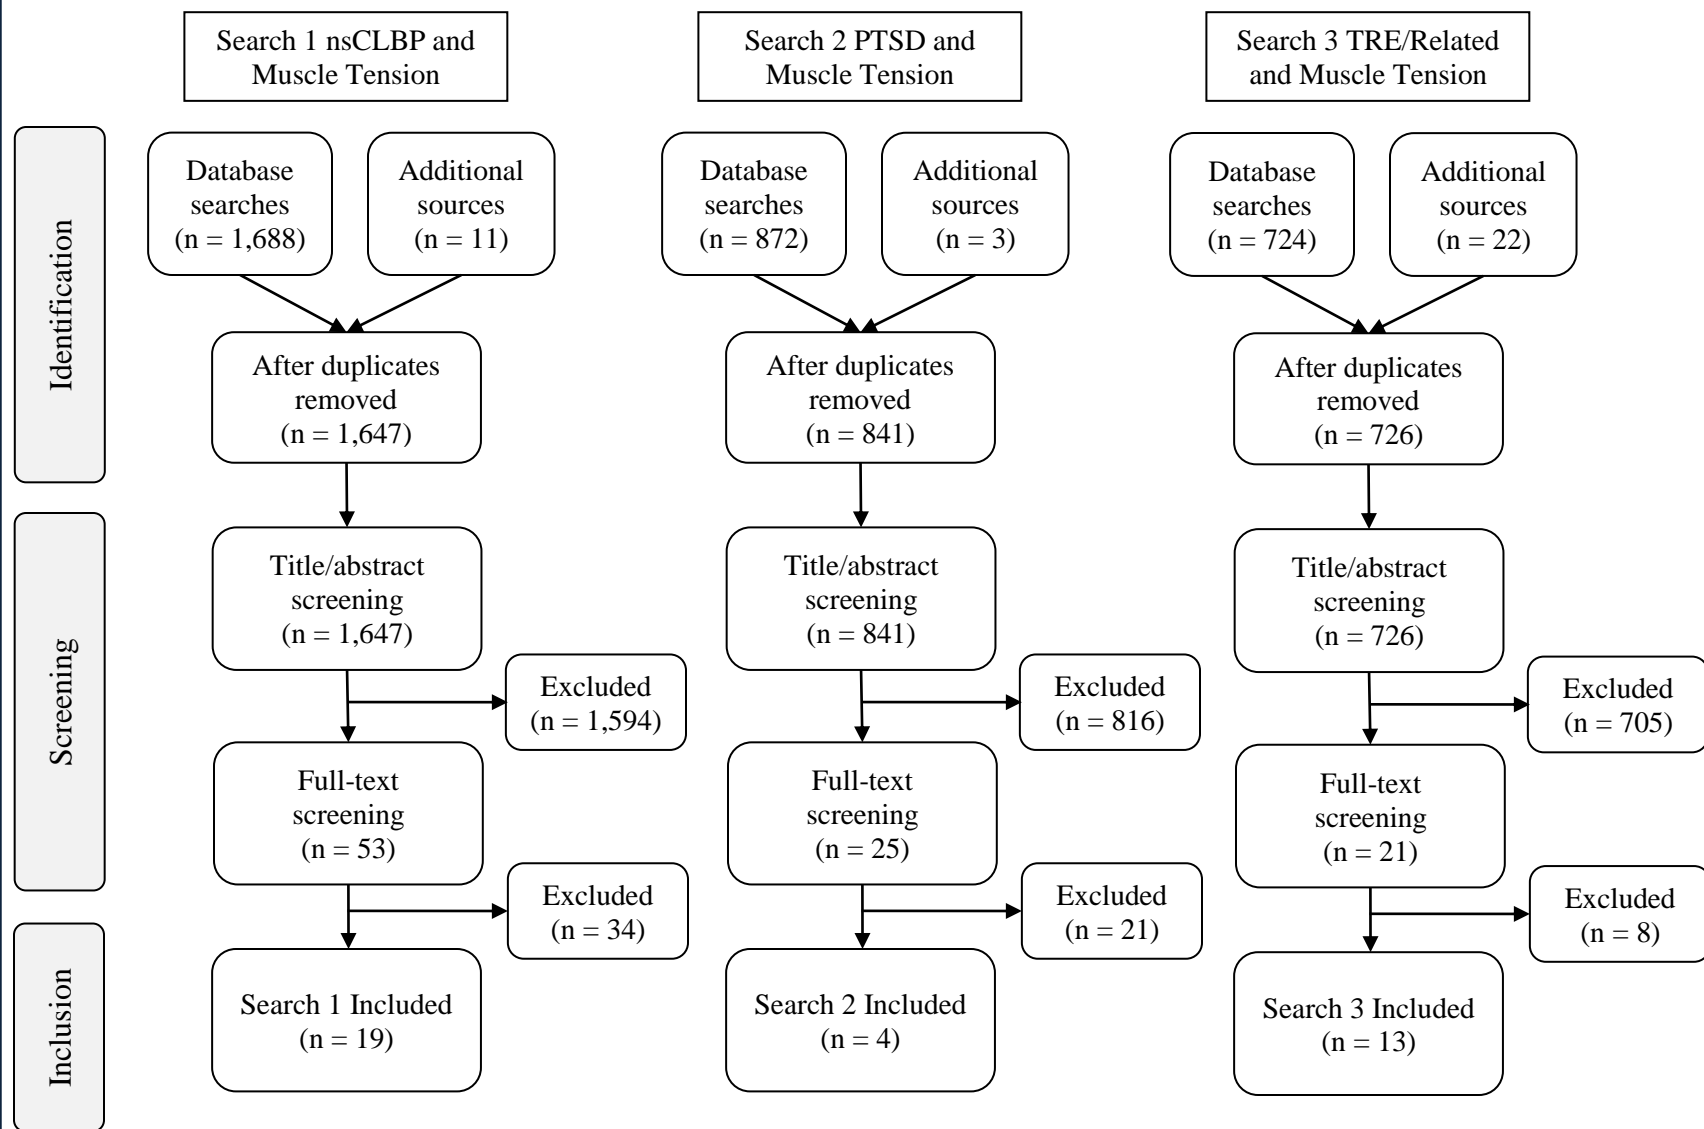 Search 1 nsCLBP and
Muscle Tension
Search 2 PTSD and
Muscle Tension
Search 3 TRE/Related
and Muscle Tension
Identification
Database
searches
(n = 1,688)
Additional
sources
(n = 11)
Database
searches
(n = 872)
Additional
sources
(n = 3)
Database
searches
(n = 724)
Additional
sources
(n = 22)
After duplicates
removed
(n = 1,647)
After duplicates
removed
(n = 841)
After duplicates
removed
(n = 726)
Screening
Title/abstract
screening
(n = 1,647)
Title/abstract
screening
(n = 841)
Title/abstract
screening
(n = 726)
Excluded
(n = 1,594)
Excluded
(n = 816)
Excluded
(n = 705)
Full-text
screening
(n = 53)
Full-text
screening
(n = 25)
Full-text
screening
(n = 21)
Excluded
(n = 34)
Excluded
(n = 21)
Excluded
(n = 8)
Inclusion
Search 1 Included
(n = 19)
Search 2 Included
(n = 4)
Search 3 Included
(n = 13)